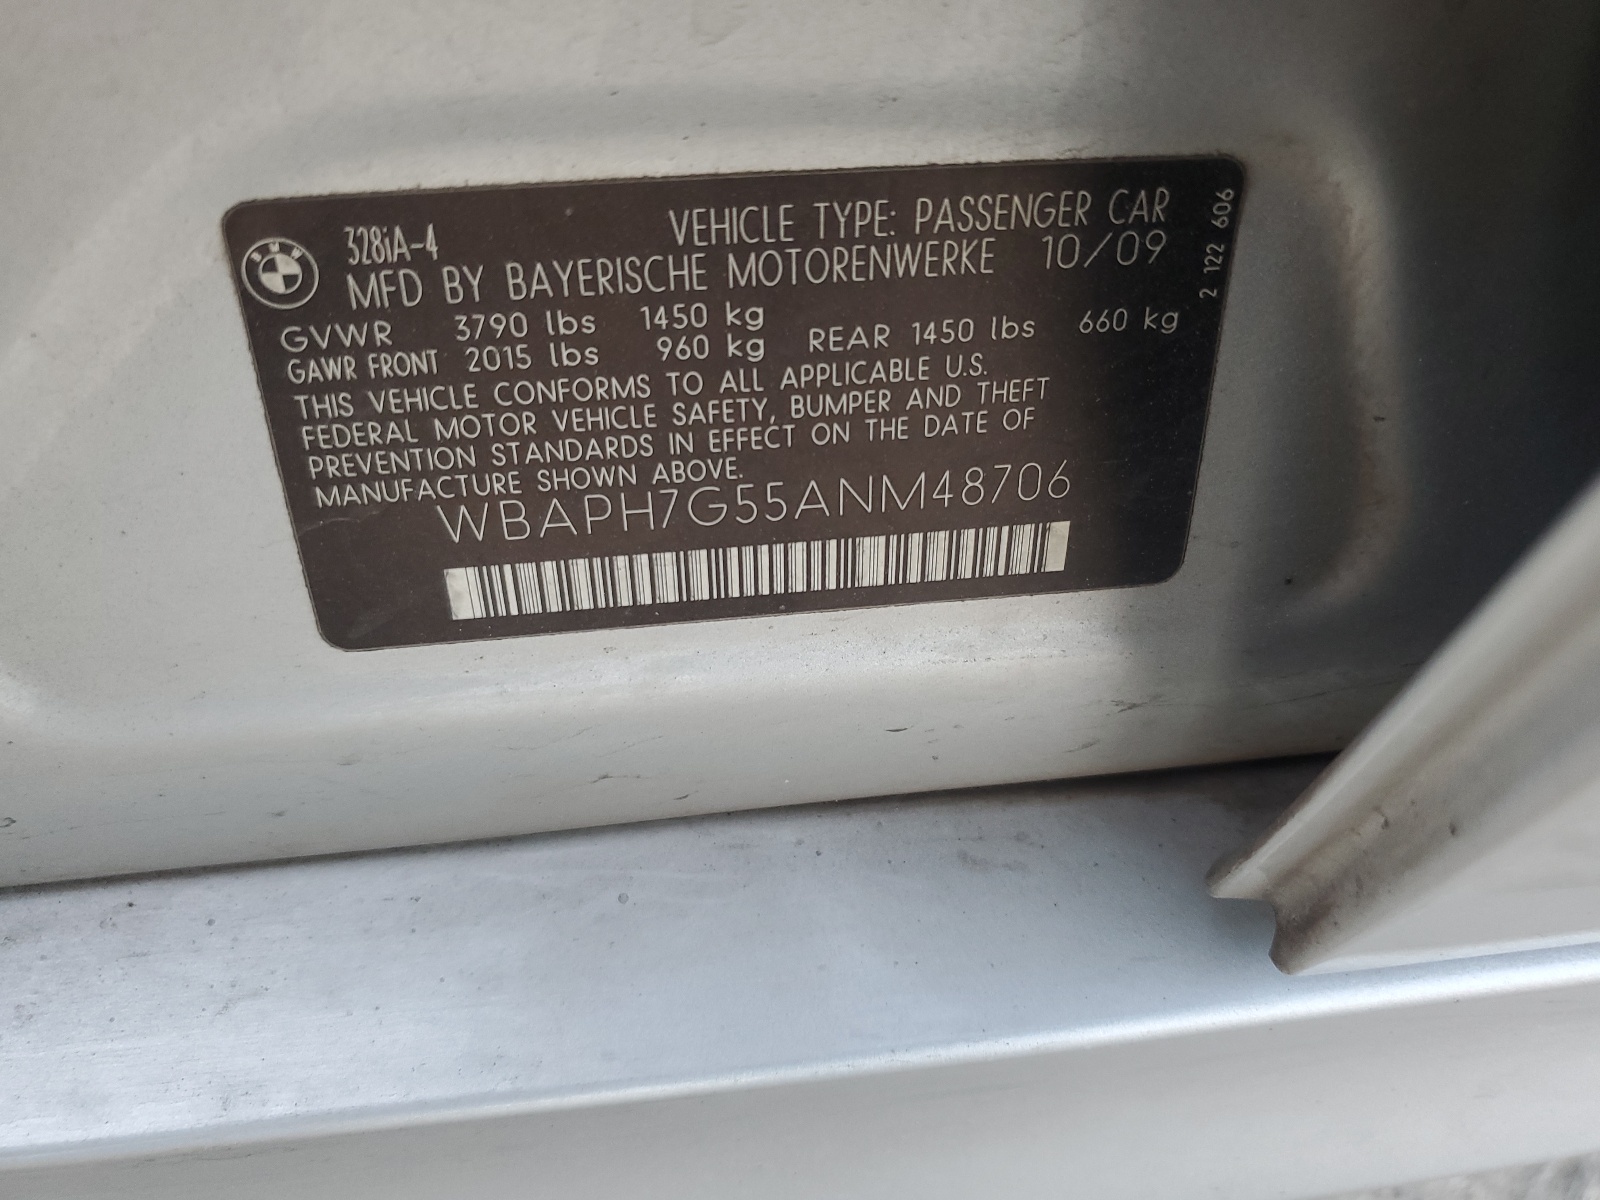 328iA-4
VEHICLE TYPE: PASSENGER CAR
MFD BY BAYERISCHE MOTORENWERKE 10/09
GVWR 3790 lbs 1450 kg
GAWR FRONT 2015 lbs 960 kg REAR 1450 lbs 660 kg
THIS VEHICLE CONFORMS TO ALL APPLICABLE U.S.
FEDERAL MOTOR VEHICLE SAFETY, BUMPER AND THEFT
PREVENTION STANDARDS IN EFFECT ON THE DATE OF
MANUFACTURE SHOWN ABOVE.
WBAPH7G55ANM48706
2 122 606
BMW